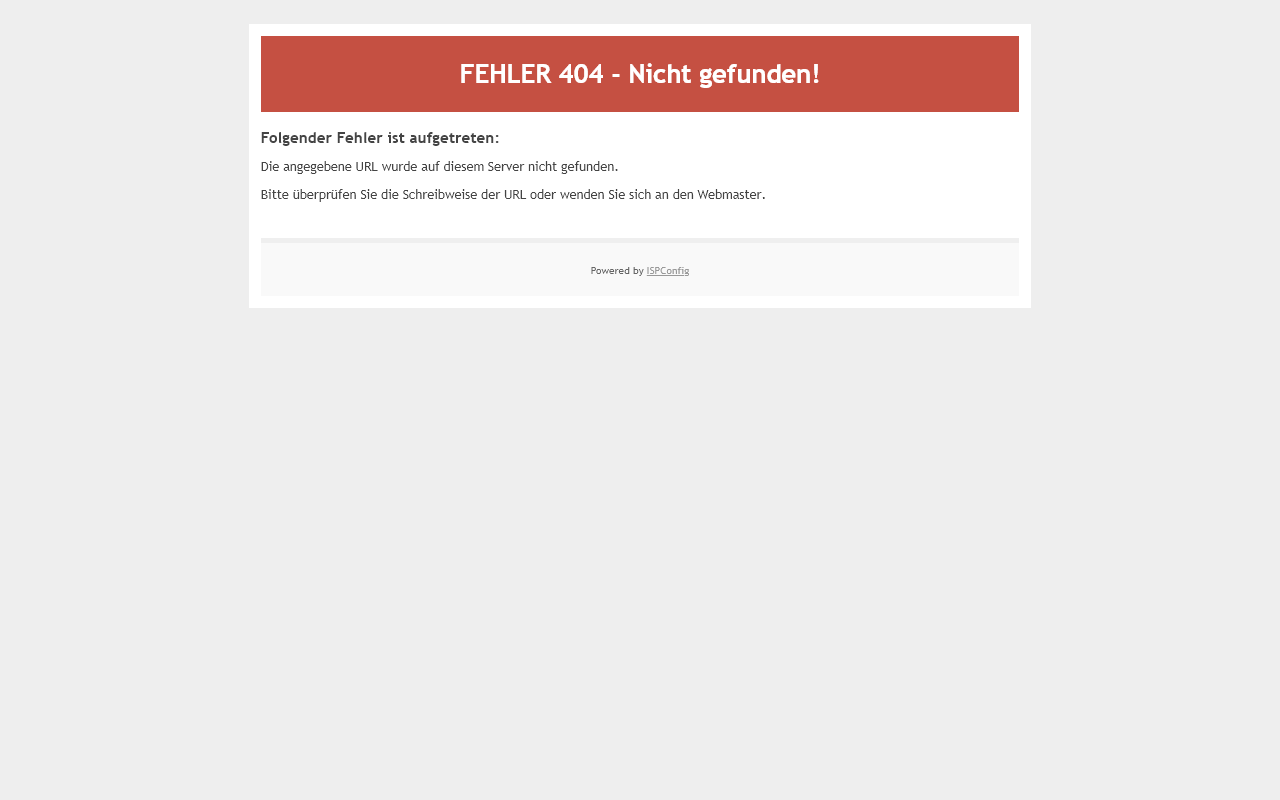 FEHLER 404 - Nicht gefunden!
Folgender Fehler ist aufgetreten:
Die angegebene URL wurde auf diesem Server nicht gefunden.
Bitte überprüfen Sie die Schreibweise der URL oder wenden Sie sich an den Webmaster.
Powered by ISPConfig